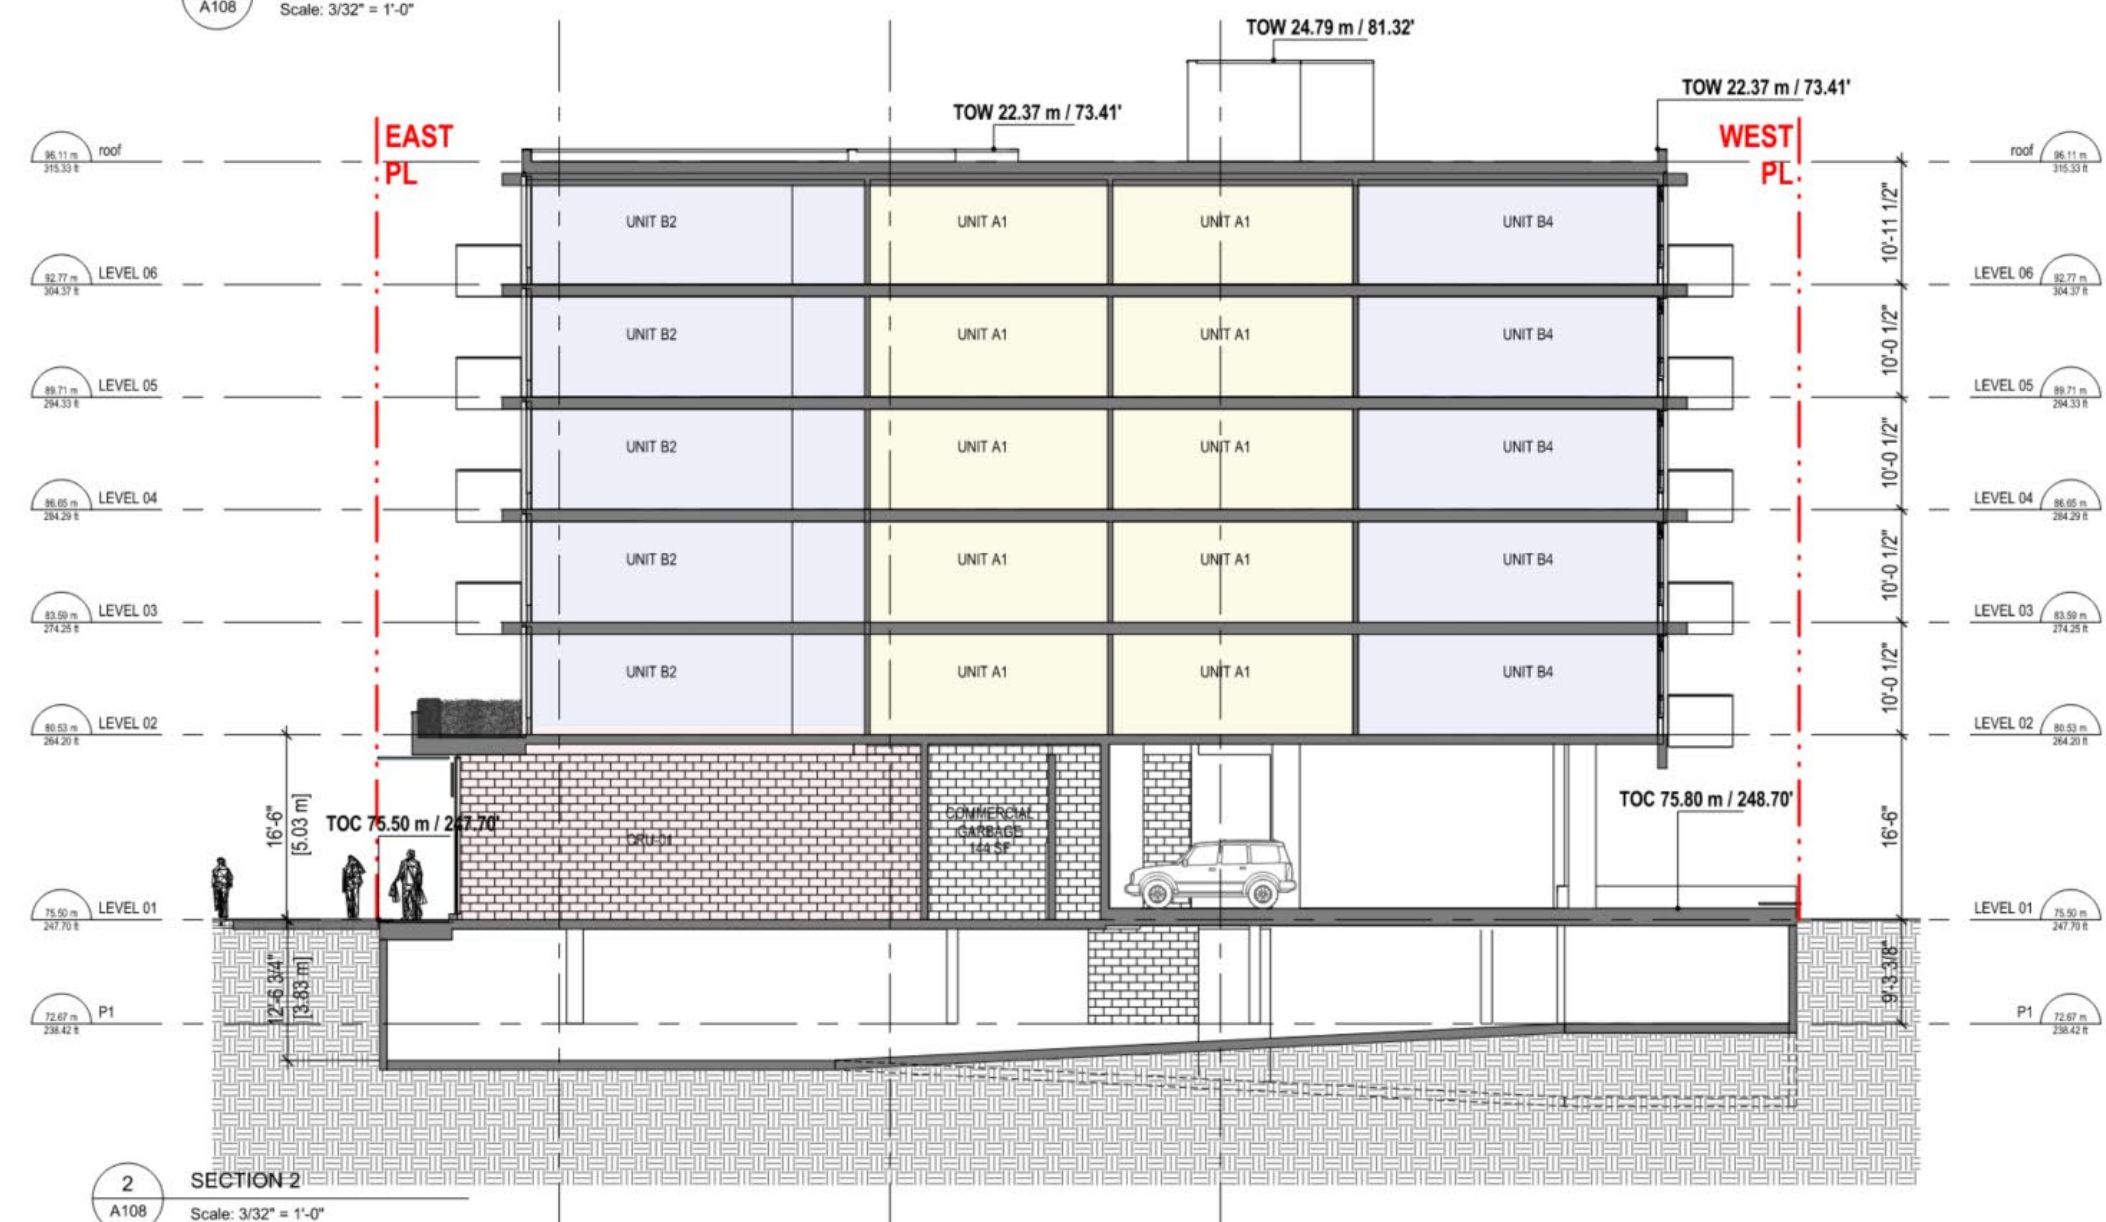 A108
Scale: 3/32" = 1'-0"
TOW 24.79 m / 81.32'
TOW 22.37 m / 73.41'
TOW 22.37 m / 73.41'
EAST
PL
WEST
PL
96.11 m
315.33 ft
roof
roof
96.11 m
315.33 ft
10'-11 1/2"
UNIT B2
UNIT A1
UNIT A1
UNIT B4
92.77 m
304.37 ft
LEVEL 06
LEVEL 06
92.77 m
304.37 ft
10'-0 1/2"
UNIT B2
UNIT A1
UNIT A1
UNIT B4
89.71 m
294.33 ft
LEVEL 05
LEVEL 05
89.71 m
294.33 ft
10'-0 1/2"
UNIT B2
UNIT A1
UNIT A1
UNIT B4
86.65 m
284.29 ft
LEVEL 04
LEVEL 04
86.65 m
284.29 ft
10'-0 1/2"
UNIT B2
UNIT A1
UNIT A1
UNIT B4
83.59 m
274.25 ft
LEVEL 03
LEVEL 03
83.59 m
274.25 ft
10'-0 1/2"
UNIT B2
UNIT A1
UNIT A1
UNIT B4
80.53 m
264.20 ft
LEVEL 02
LEVEL 02
80.53 m
264.20 ft
16'-6"
[5.03 m]
TOC 75.50 m / 247.70'
CRU-01
COMMERCIAL
GARBAGE
144 SF
TOC 75.80 m / 248.70'
16'-6"
75.50 m
247.70 ft
LEVEL 01
LEVEL 01
75.50 m
247.70 ft
12'-6 3/4"
[3.83 m]
9'-3 3/8"
72.67 m
238.42 ft
P1
P1
72.67 m
238.42 ft
2
A108
SECTION 2
Scale: 3/32" = 1'-0"